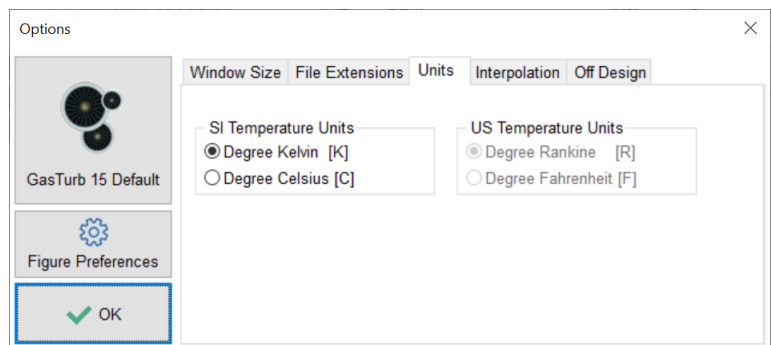 Options
Window Size File Extensions Units Interpolation Off Design
SI Temperature Units
Degree Kelvin [K]
Degree Celsius [C]
US Temperature Units
Degree Rankine [R]
Degree Fahrenheit [F]
GasTurb 15 Default
Figure Preferences
OK